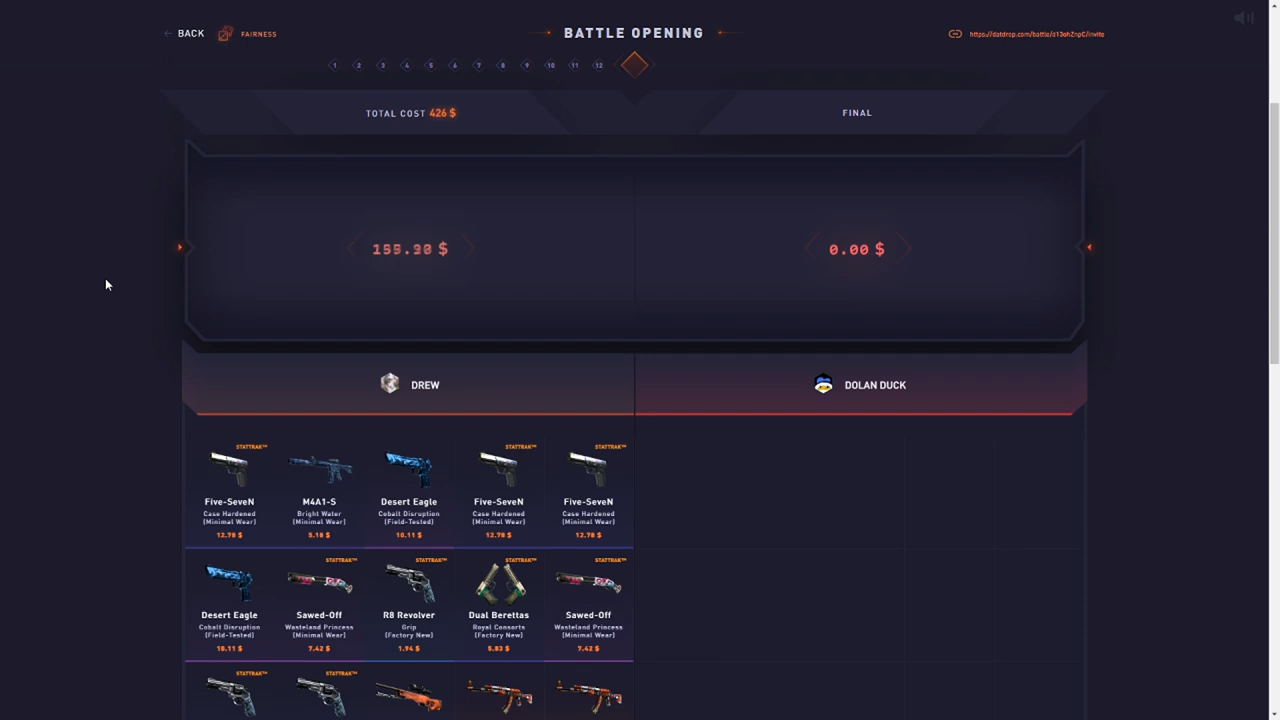 ← BACK
FAIRNESS
BATTLE OPENING
1 2 3 4 5 6 7 8 9 10 11 12
TOTAL COST 426 $
FINAL
0.00 $
DREW
DOLAN DUCK
STATTRAK™ STATTRAK™ STATTRAK™
Five-SeveN M4A1-S Desert Eagle Five-SeveN Five-SeveN
Case Hardened Bright Water Cobalt Disruption Case Hardened Case Hardened
(Minimal Wear) (Minimal Wear) (Field-Tested) (Minimal Wear) (Minimal Wear)
12.78 $ 5.18 $ 10.11 $ 12.78 $ 12.78 $
STATTRAK™ STATTRAK™ STATTRAK™
Desert Eagle Sawed-Off R8 Revolver Dual Berettas Sawed-Off
Cobalt Disruption Wasteland Princess Grip Royal Consorts Wasteland Princess
(Field-Tested) (Minimal Wear) (Factory New) (Factory New) (Minimal Wear)
10.11 $ 7.42 $ 1.94 $ 5.83 $ 7.42 $
STATTRAK™ STATTRAK™